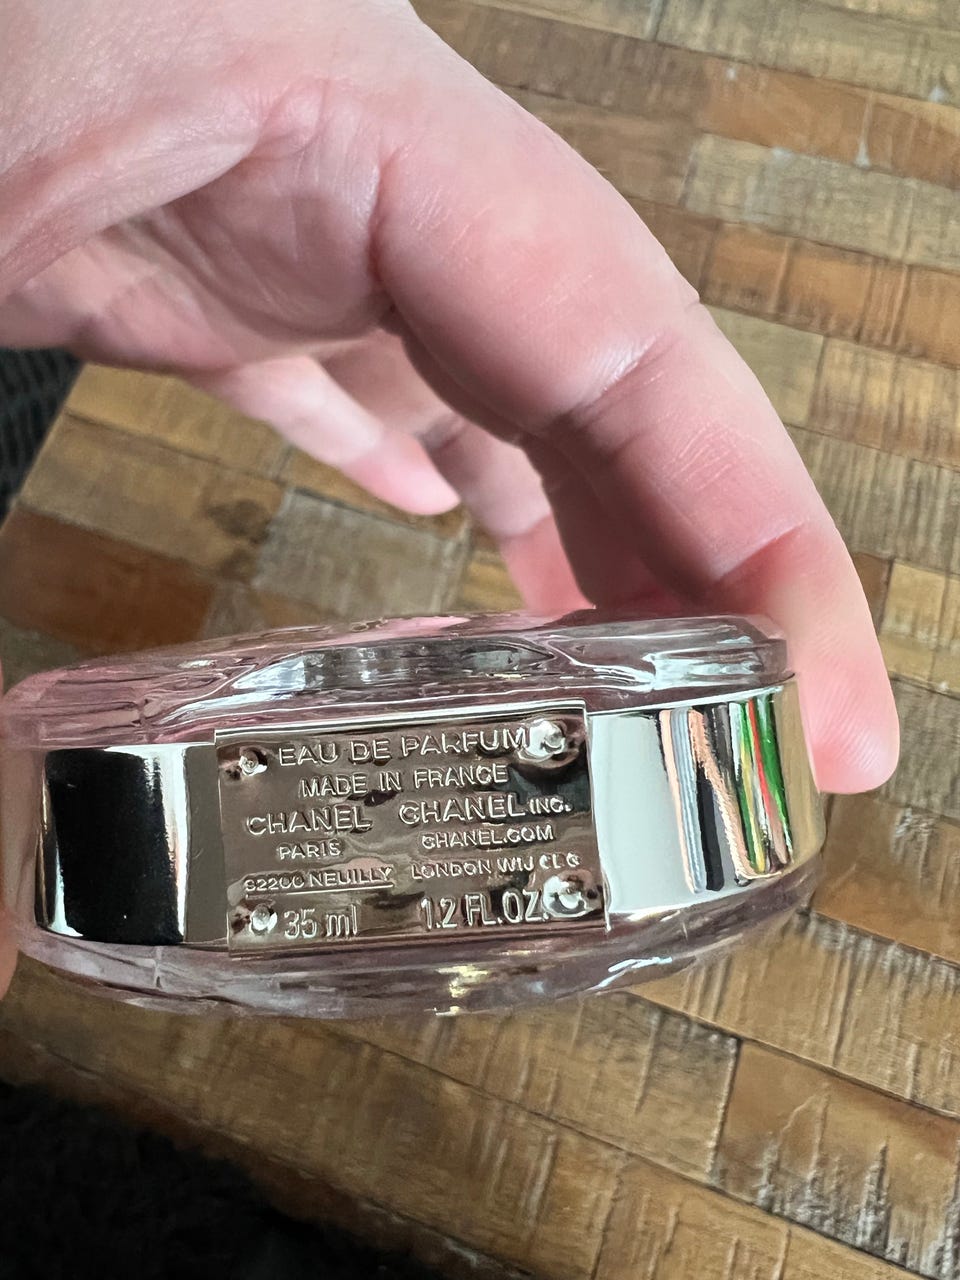 EAU DE PARFUM
MADE IN FRANCE
CHANEL CHANEL INC.
PARIS CHANEL.COM
92200 NEUILLY LONDON W1J
35 ml 1.2 FL.OZ.